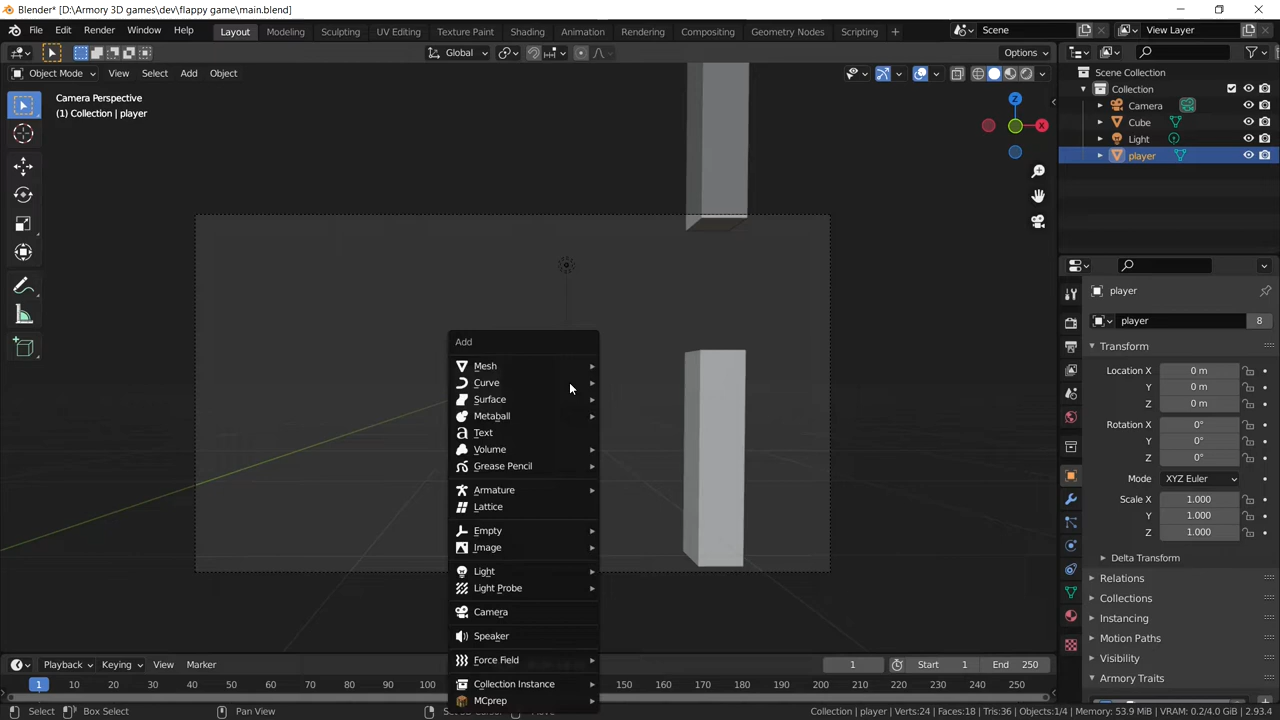 Blender* [D:\Armory 3D games\dev\flappy game\main.blend]
File Edit Render Window Help Layout Modeling Sculpting UV Editing Texture Paint Shading Animation Rendering Compositing Geometry Nodes Scripting + Scene View Layer
Global Options
Object Mode View Select Add Object
Camera Perspective
(1) Collection | player
Z
X
Scene Collection
Collection
Camera
Cube
Light
player
Add
Mesh
Curve
Surface
Metaball
Text
Volume
Grease Pencil
Armature
Lattice
Empty
Image
Light
Light Probe
Camera
Speaker
Force Field
Collection Instance
MCprep
player
player 8
Transform
Location X 0 m
Y 0 m
Z 0 m
Rotation X 0°
Y 0°
Z 0°
Mode XYZ Euler
Scale X 1.000
Y 1.000
Z 1.000
Delta Transform
Relations
Collections
Instancing
Motion Paths
Visibility
Armory Traits
Playback Keying View Marker 1 Start 1 End 250
1 10 20 30 40 50 60 70 80 90 100 150 160 170 180 190 200 210 220 230 240 250
Select Box Select Pan View Collection | player | Verts:24 | Faces:18 | Tris:36 | Objects:1/4 | Memory: 53.9 MiB | VRAM: 0.2/4.0 GiB | 2.93.4